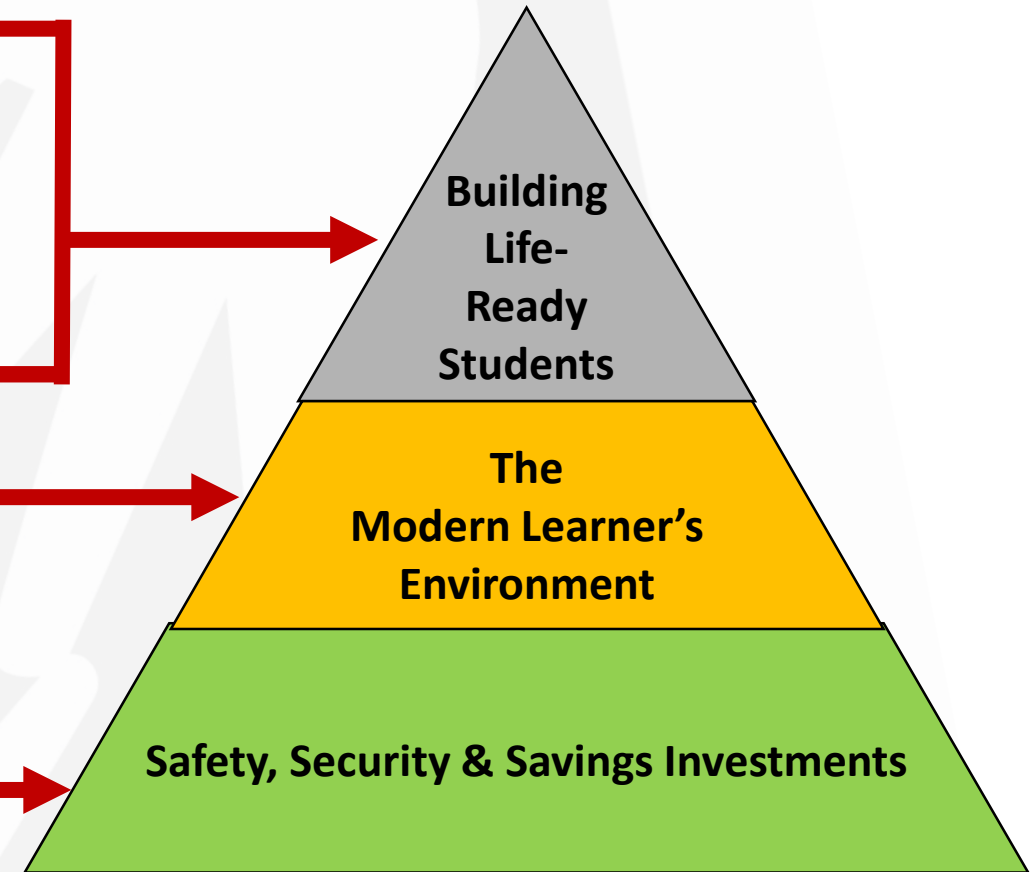 Building
Life-
Ready
Students
The
Modern Learner’s
Environment
Safety, Security & Savings Investments